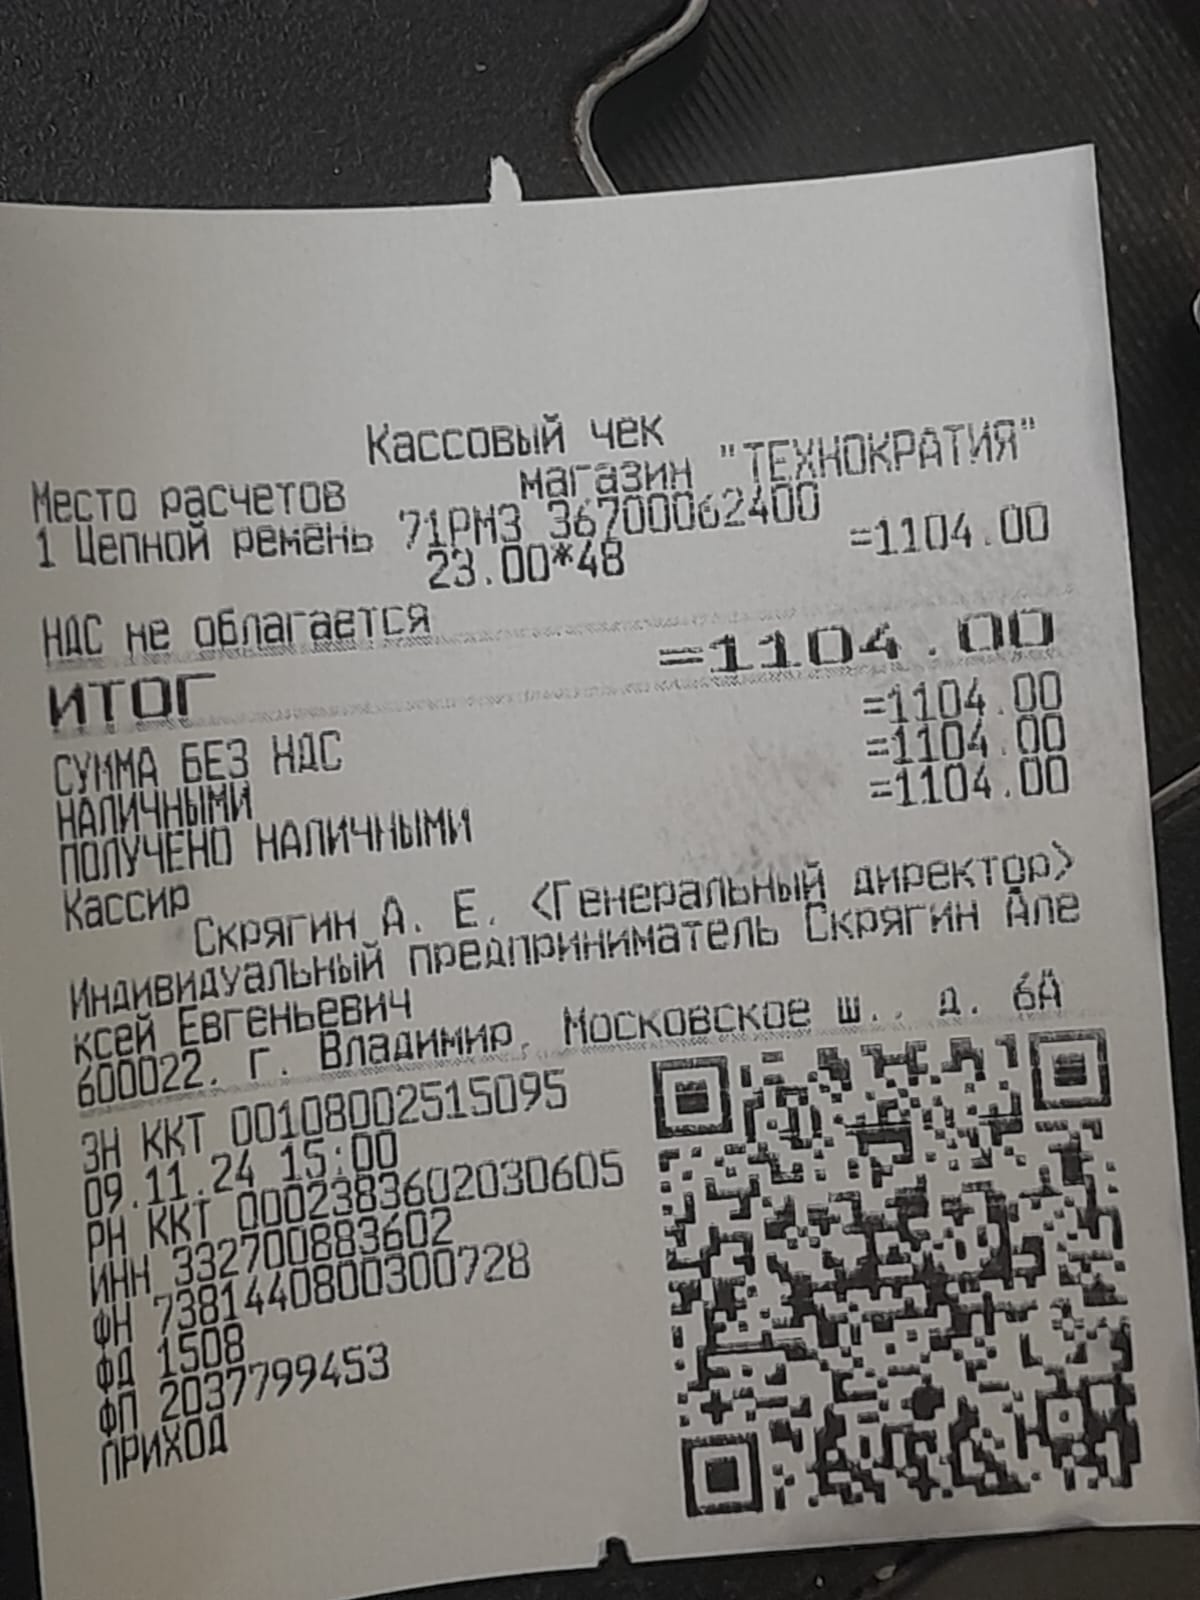 Кассовый чек
Место расчетов магазин "ТЕХНОКРАТИЯ"
1 Цепной ремень 71РМЗ 36700062400
23.00*48 =1104.00
НДС не облагается
ИТОГ =1104.00
СУММА БЕЗ НДС =1104.00
НАЛИЧНЫМИ =1104.00
ПОЛУЧЕНО НАЛИЧНЫМИ =1104.00
Кассир
Скрягин А. Е. <Генеральный директор>
Индивидуальный предприниматель Скрягин Але
ксей Евгеньевич
600022, г. Владимир, Московское ш., д. 6А
ЗН ККТ 00108002515095
09.11.24 15:00
РН ККТ 0002383602030605
ИНН 332700883602
ФН 7381440800300728
ФД 1508
ФП 2037799453
ПРИХОД